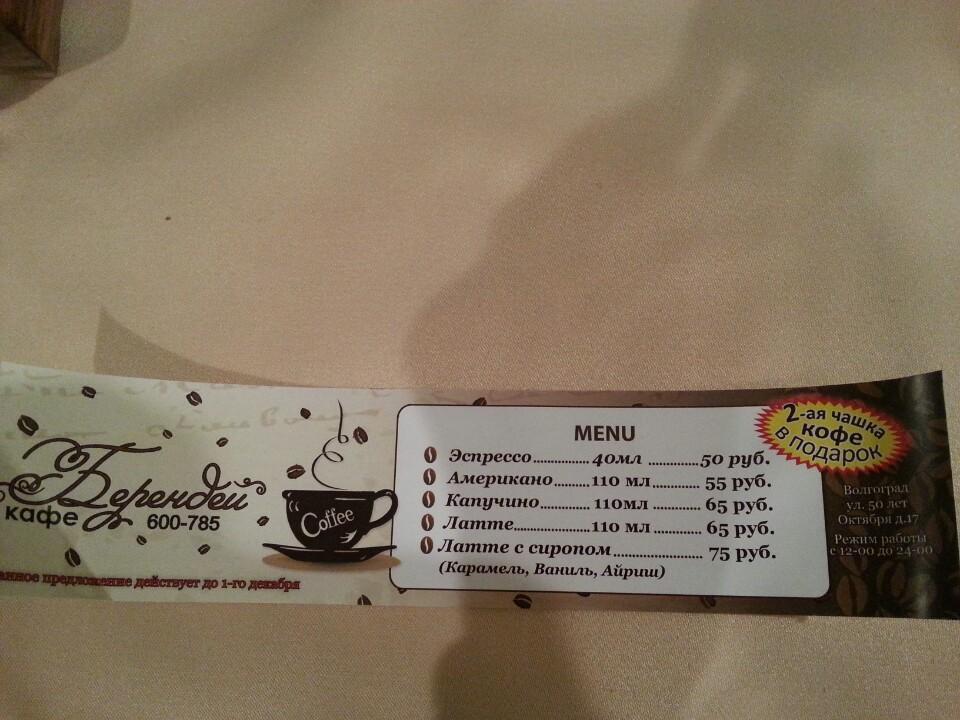 Берендей
кафе 600-785
анное предложение действует до 1-го декабря
Coffee
MENU
Эспрессо.............40мл ............50 руб.
Американо.........110 мл............. 55 руб.
Капучино.............110мл............. 65 руб.
Латте...................110 мл ............ 65 руб.
Латте с сиропом...................... 75 руб.
(Карамель, Ваниль, Айриш)
2-ая чашка
кофе
в подарок
Волгоград
ул. 50 лет
Октября д.17
Режим работы
с 12-00 до 24-00